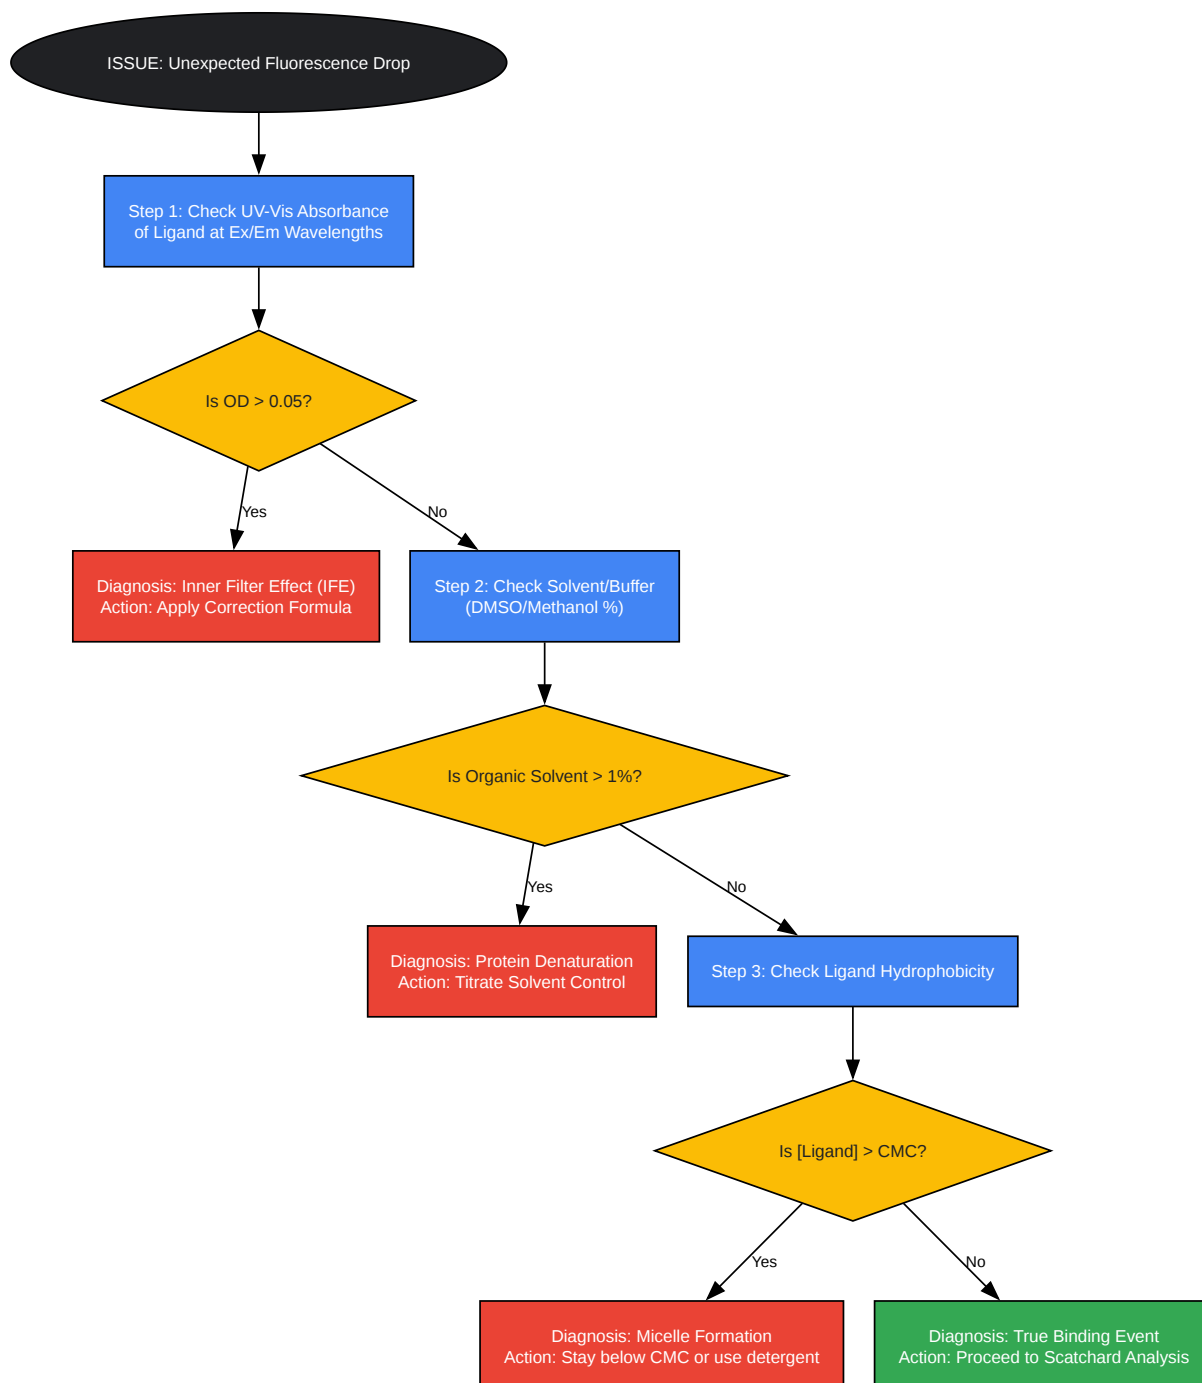 ISSUE: Unexpected Fluorescence Drop
Step 1: Check UV-Vis Absorbance
of Ligand at Ex/Em Wavelengths
Is OD > 0.05?
Yes
No
Diagnosis: Inner Filter Effect (IFE)
Action: Apply Correction Formula
Step 2: Check Solvent/Buffer
(DMSO/Methanol %)
Is Organic Solvent > 1%?
Yes
No
Diagnosis: Protein Denaturation
Action: Titrate Solvent Control
Step 3: Check Ligand Hydrophobicity
Is [Ligand] > CMC?
Yes
No
Diagnosis: Micelle Formation
Action: Stay below CMC or use detergent
Diagnosis: True Binding Event
Action: Proceed to Scatchard Analysis